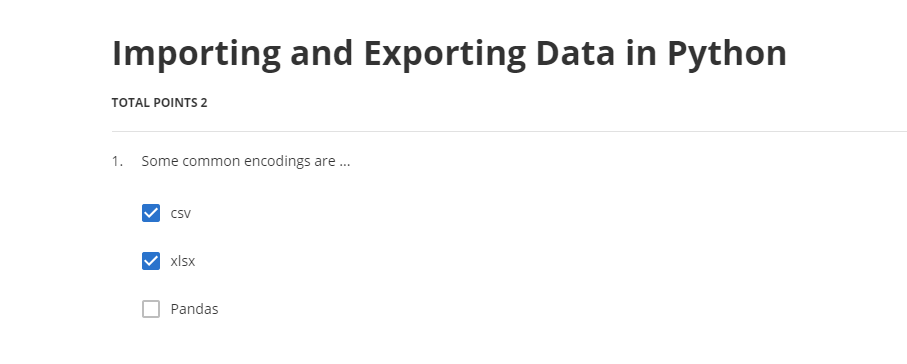 Importing and Exporting Data in Python
TOTAL POINTS 2
1. Some common encodings are ...
csv
xlsx
Pandas